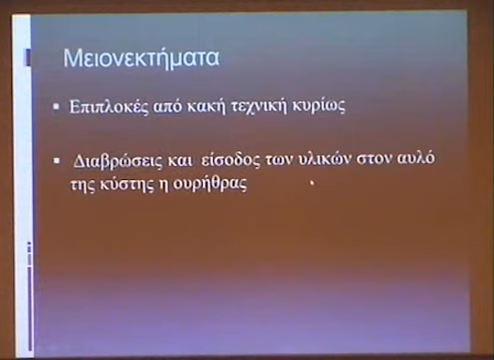 Μειονεκτήματα
▪ Επιπλοκές από κακή τεχνική κυρίως
▪ Διαβρώσεις και είσοδος των υλικών στον αυλό
της κύστης η ουρήθρας